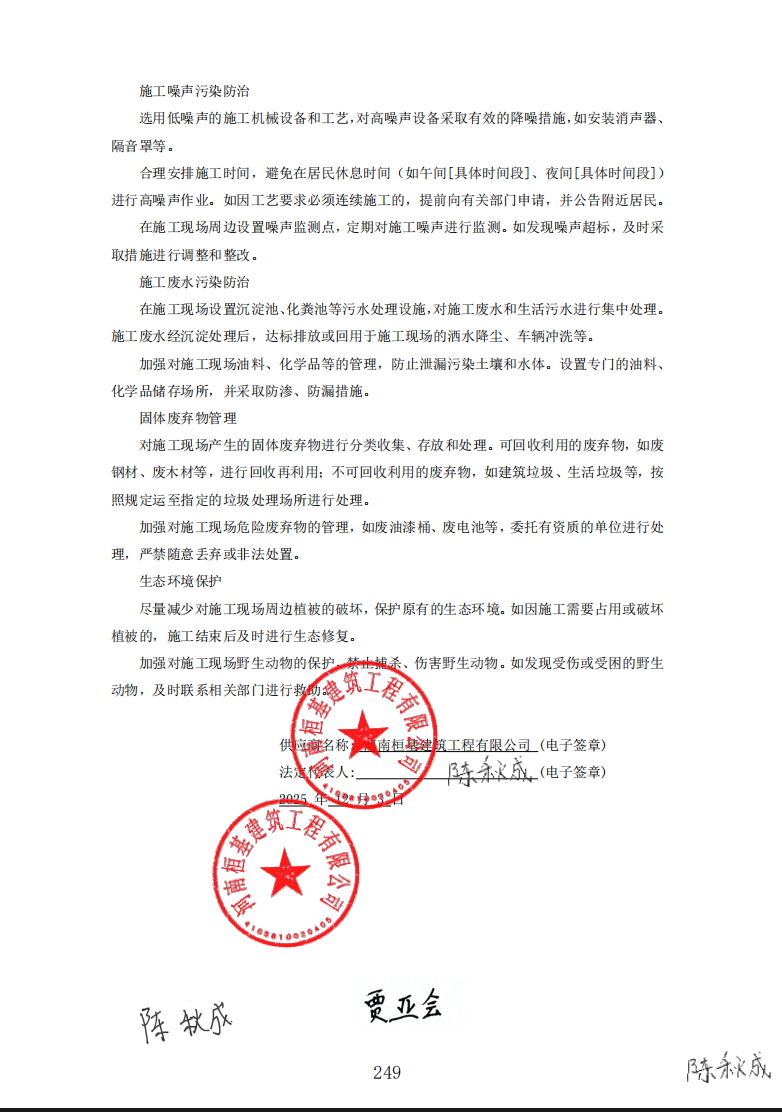 施工噪声污染防治
选用低噪声的施工机械设备和工艺,对高噪声设备采取有效的降噪措施,如安装消声器、
隔音罩等。
合理安排施工时间，避免在居民休息时间（如午间[具体时间段]、夜间[具体时间段]）
进行高噪声作业。如因工艺要求必须连续施工的，提前向有关部门申请，并公告附近居民。
在施工现场周边设置噪声监测点，定期对施工噪声进行监测。如发现噪声超标，及时采
取措施进行调整和整改。
施工废水污染防治
在施工现场设置沉淀池、化粪池等污水处理设施,对施工废水和生活污水进行集中处理。
施工废水经沉淀处理后，达标排放或回用于施工现场的洒水降尘、车辆冲洗等。
加强对施工现场油料、化学品等的管理，防止泄漏污染土壤和水体。设置专门的油料、
化学品储存场所，并采取防渗、防漏措施。
固体废弃物管理
对施工现场产生的固体废弃物进行分类收集、存放和处理。可回收利用的废弃物，如废
钢材、废木材等，进行回收再利用；不可回收利用的废弃物，如建筑垃圾、生活垃圾等，按
照规定运至指定的垃圾处理场所进行处理。
加强对施工现场危险废弃物的管理，如废油漆桶、废电池等，委托有资质的单位进行处
理，严禁随意丢弃或非法处置。
生态环境保护
尽量减少对施工现场周边植被的破坏，保护原有的生态环境。如因施工需要占用或破坏
植被的，施工结束后及时进行生态修复。
加强对施工现场野生动物的保护，禁止捕杀、伤害野生动物。如发现受伤或受困的野生
动物，及时联系相关部门进行救助。
供应商名称:河南桓基建筑工程有限公司 (电子签章)
法定代表人: 陈秋成 (电子签章)
2025 年 12 月 3 日
河南桓基建筑工程有限公司
4108810020405
河南桓基建筑工程有限公司
4108810020405
陈秋成
贾亚会
249
陈秋成